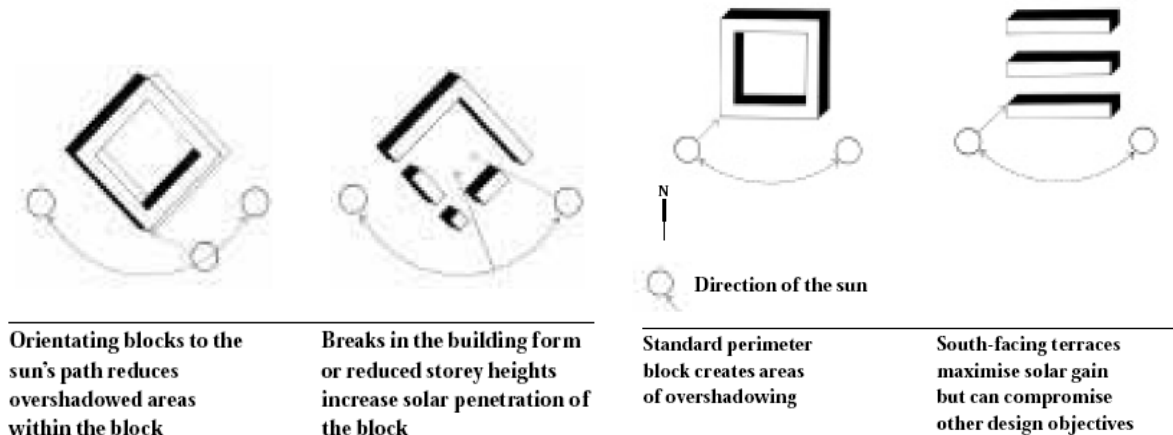 N
Direction of the sun
Orientating blocks to the
sun's path reduces
overshadowed areas
within the block
Breaks in the building form
or reduced storey heights
increase solar penetration of
the block
Standard perimeter
block creates areas
of overshadowing
South-facing terraces
maximise solar gain
but can compromise
other design objectives